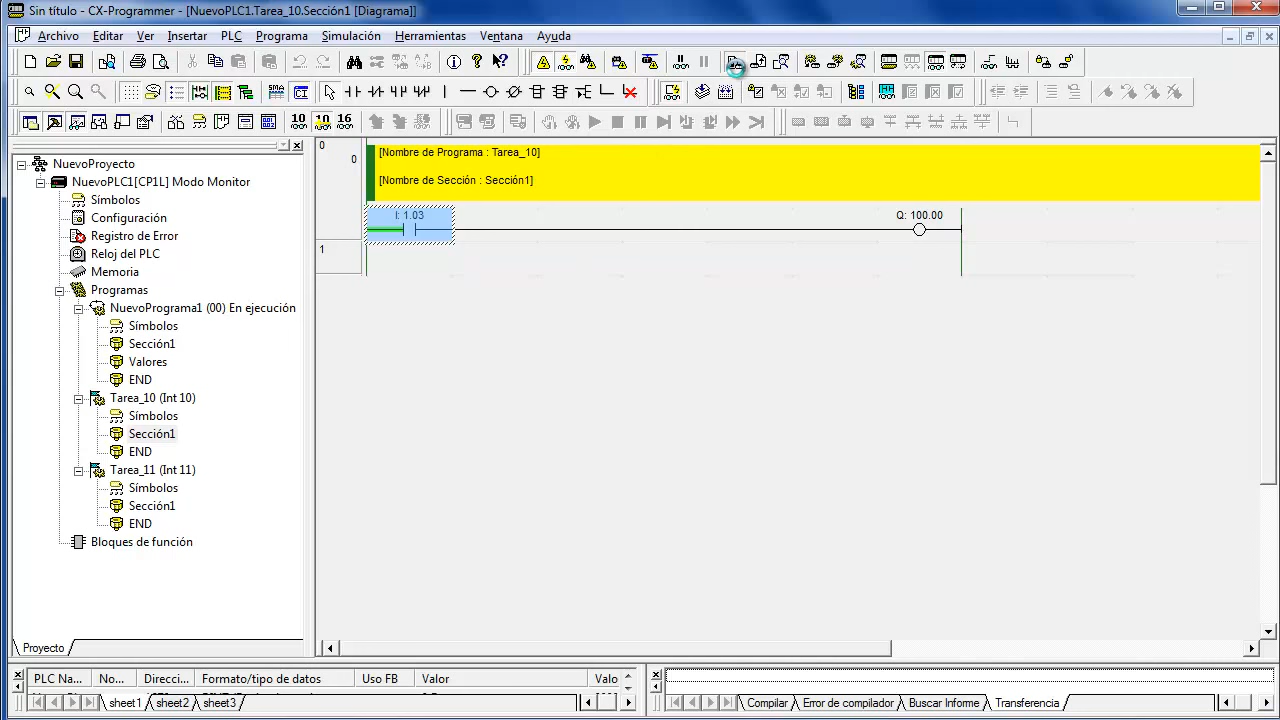 Sin título - CX-Programmer - [NuevoPLC1.Tarea_10.Sección1 [Diagrama]]
Archivo Editar Ver Insertar PLC Programa Simulación Herramientas Ventana Ayuda
10 10 16
NuevoProyecto
NuevoPLC1[CP1L] Modo Monitor
Símbolos
Configuración
Registro de Error
Reloj del PLC
Memoria
Programas
NuevoPrograma1 (00) En ejecución
Símbolos
Sección1
Valores
END
Tarea_10 (Int 10)
Símbolos
Sección1
END
Tarea_11 (Int 11)
Símbolos
Sección1
END
Bloques de función
Proyecto
0
0
[Nombre de Programa : Tarea_10]
[Nombre de Sección : Sección1]
I: 1.03
Q: 100.00
1
PLC Na... No... Direcci... Formato/tipo de datos Uso FB Valor Valo
sheet1 sheet2 sheet3
Compilar Error de compilador Buscar Informe Transferencia